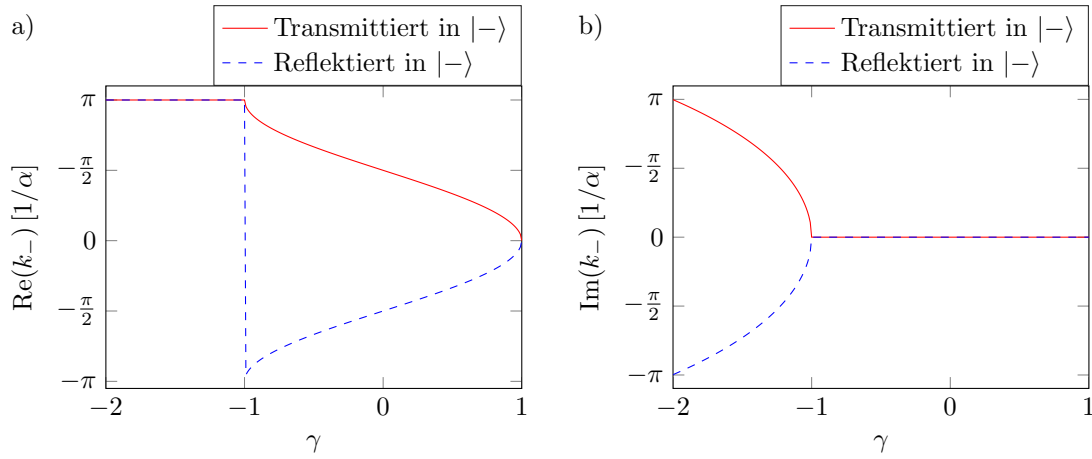 a)
Transmittiert in |−⟩
Reflektiert in |−⟩
π
−π/2
0
−π/2
−π
Re(k₋) [1/α]
−2
−1
0
1
γ
b)
Transmittiert in |−⟩
Reflektiert in |−⟩
π
−π/2
0
−π/2
−π
Im(k₋) [1/α]
−2
−1
0
1
γ